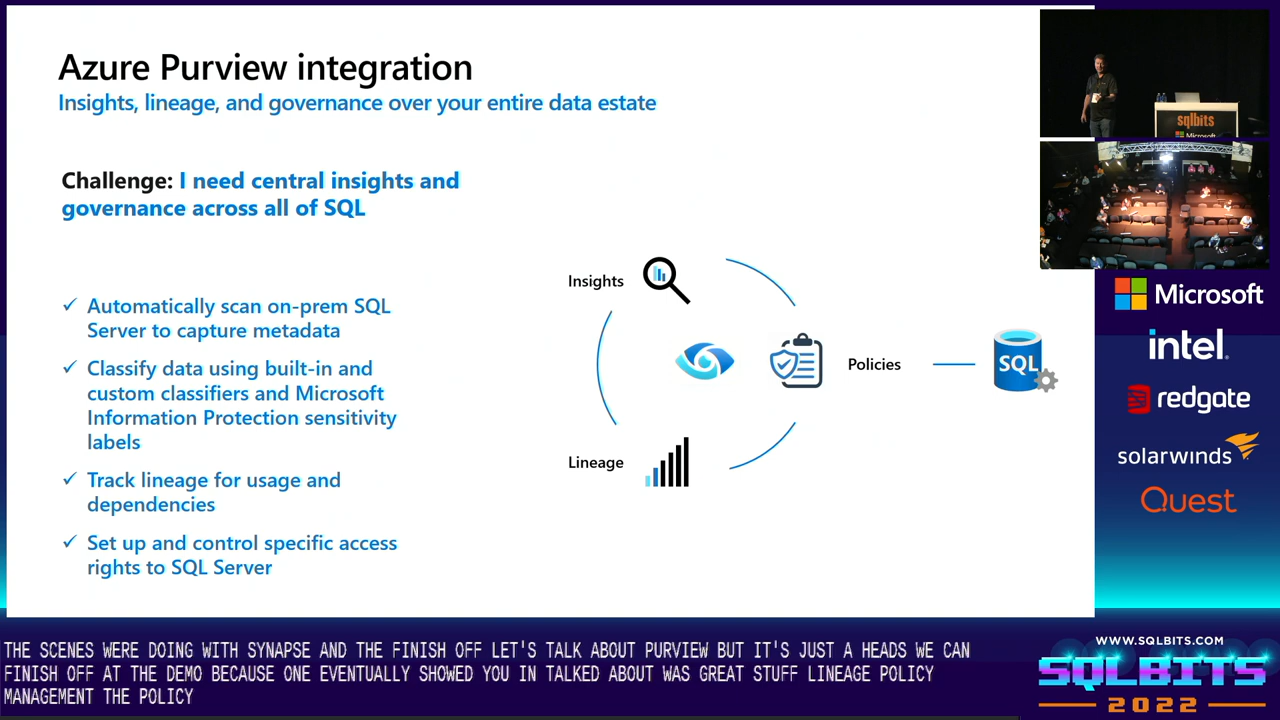 Azure Purview integration
Insights, lineage, and governance over your entire data estate
Challenge: I need central insights and
governance across all of SQL
Automatically scan on-prem SQL
Server to capture metadata
Classify data using built-in and
custom classifiers and Microsoft
Information Protection sensitivity
labels
Track lineage for usage and
dependencies
Set up and control specific access
rights to SQL Server
Insights
Policies
SQL
Lineage
sqlbits
Microsoft
Microsoft
intel.
redgate
solarwinds
Quest
THE SCENES WERE DOING WITH SYNAPSE AND THE FINISH OFF LET'S TALK ABOUT PURVIEW BUT IT'S JUST A HEADS WE CAN
FINISH OFF AT THE DEMO BECAUSE ONE EVENTUALLY SHOWED YOU IN TALKED ABOUT WAS GREAT STUFF LINEAGE POLICY
MANAGEMENT THE POLICY
WWW.SQLBITS.COM
SQLBITS
2022